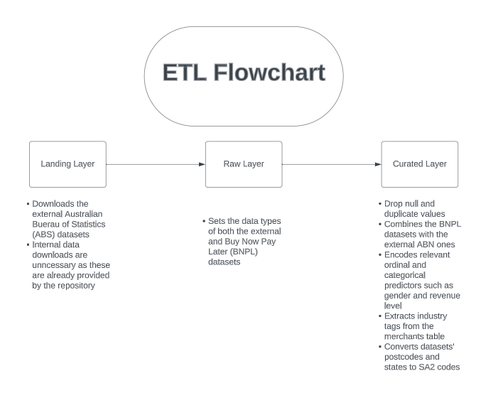 ETL Flowchart
Landing Layer
Raw Layer
Curated Layer
• Downloads the
external Australian
Buerau of Statistics
(ABS) datasets
• Internal data
downloads are
unncessary as these
are already provided
by the repository
• Sets the data types
of both the external
and Buy Now Pay
Later (BNPL)
datasets
• Drop null and
duplicate values
• Combines the BNPL
datasets with the
external ABN ones
• Encodes relevant
ordinal and
categorical
predictors such as
gender and revenue
level
• Extracts industry
tags from the
merchants table
• Converts datasets'
postcodes and
states to SA2 codes